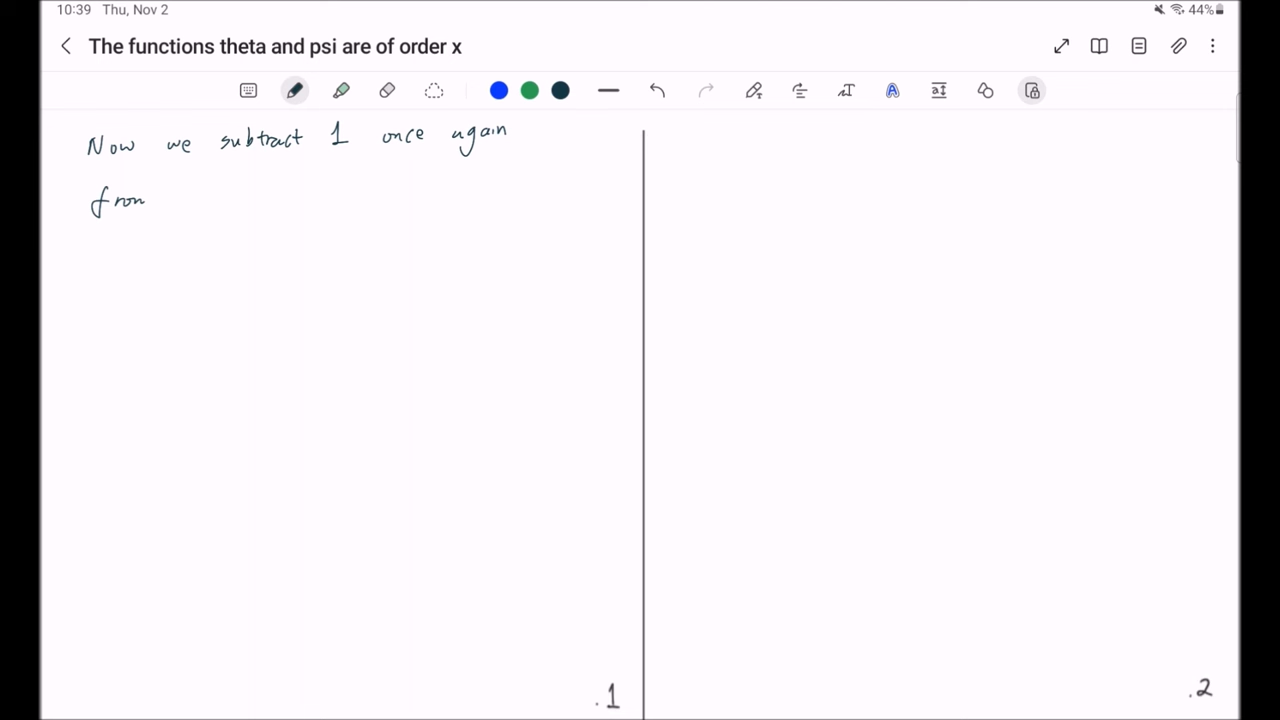 10:39 Thu, Nov 2
44%
The functions theta and psi are of order x
Now we subtract 1 once again
from
.1
.2